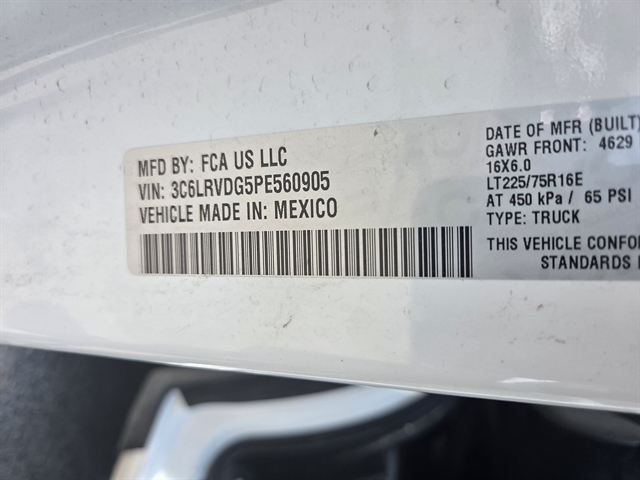 MFD BY: FCA US LLC
VIN: 3C6LRVDG5PE560905
VEHICLE MADE IN: MEXICO
DATE OF MFR (BUILT)
GAWR FRONT: 4629
16X6.0
LT225/75R16E
AT 450 kPa / 65 PSI
TYPE: TRUCK
THIS VEHICLE
STANDARDS